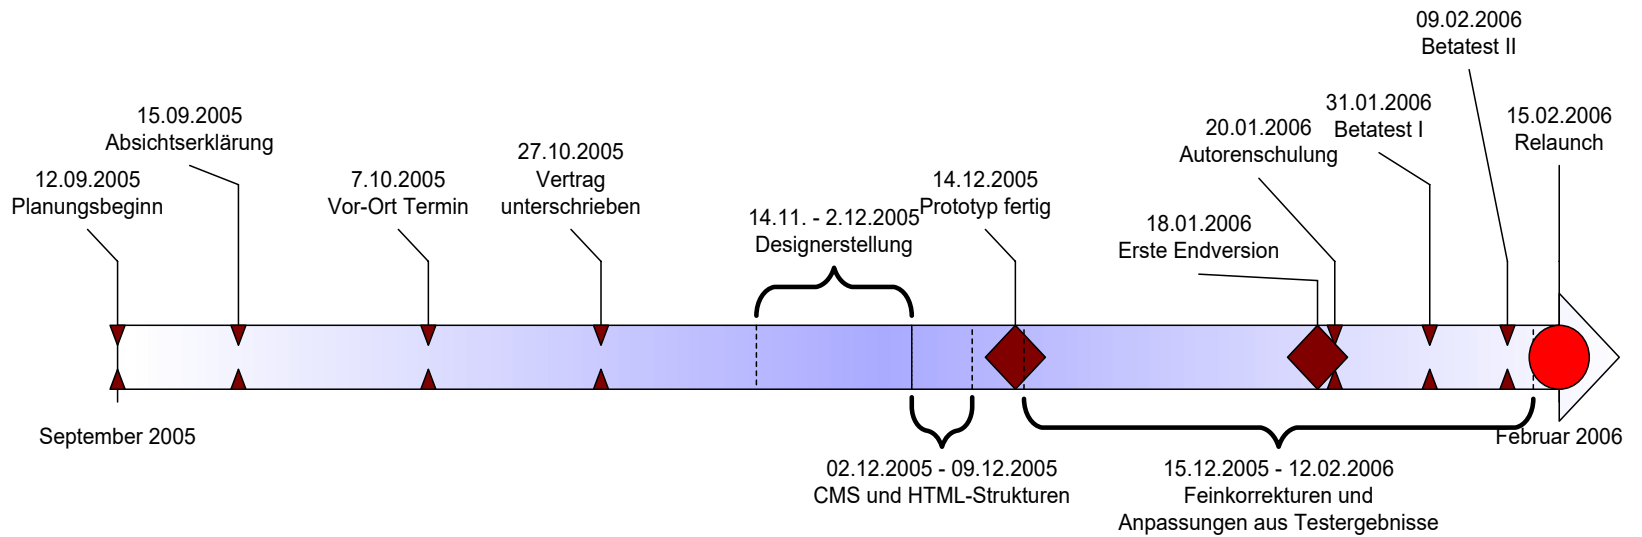 12.09.2005
Planungsbeginn
15.09.2005
Absichtserklärung
7.10.2005
Vor-Ort Termin
27.10.2005
Vertrag
unterschrieben
14.11. - 2.12.2005
Designerstellung
14.12.2005
Prototyp fertig
18.01.2006
Erste Endversion
20.01.2006
Autorenschulung
31.01.2006
Betatest I
09.02.2006
Betatest II
15.02.2006
Relaunch
September 2005
Februar 2006
02.12.2005 - 09.12.2005
CMS und HTML-Strukturen
15.12.2005 - 12.02.2006
Feinkorrekturen und
Anpassungen aus Testergebnisse